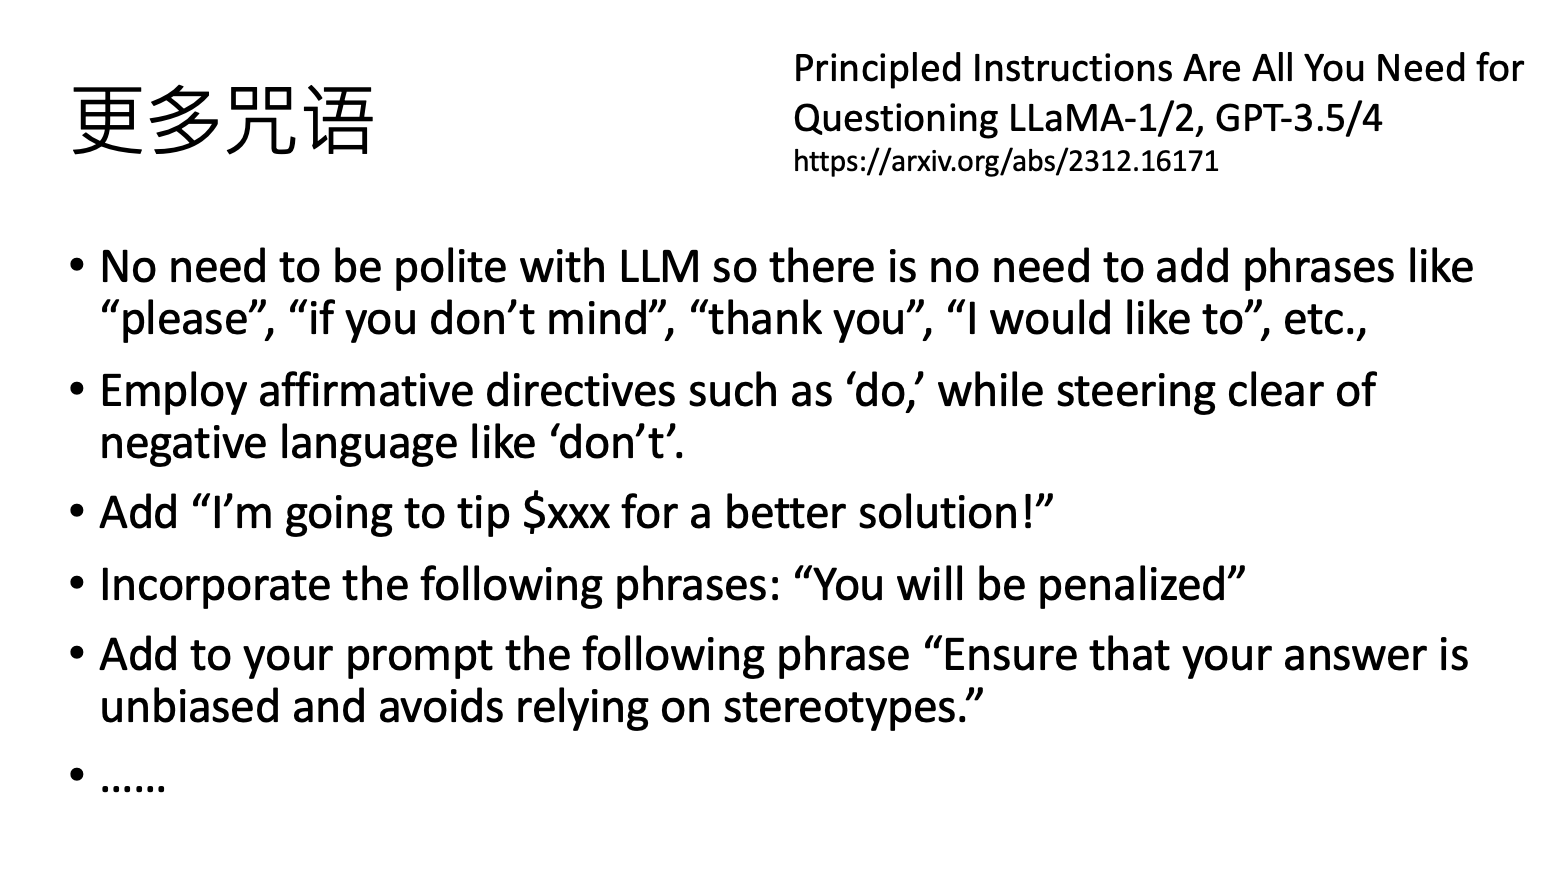 更多咒语
Principled Instructions Are All You Need for
Questioning LLaMA-1/2, GPT-3.5/4
https://arxiv.org/abs/2312.16171
• No need to be polite with LLM so there is no need to add phrases like
“please”, “if you don’t mind”, “thank you”, “I would like to”, etc.,
• Employ affirmative directives such as ‘do,’ while steering clear of
negative language like ‘don’t’.
• Add “I’m going to tip $xxx for a better solution!”
• Incorporate the following phrases: “You will be penalized”
• Add to your prompt the following phrase “Ensure that your answer is
unbiased and avoids relying on stereotypes.”
• ……